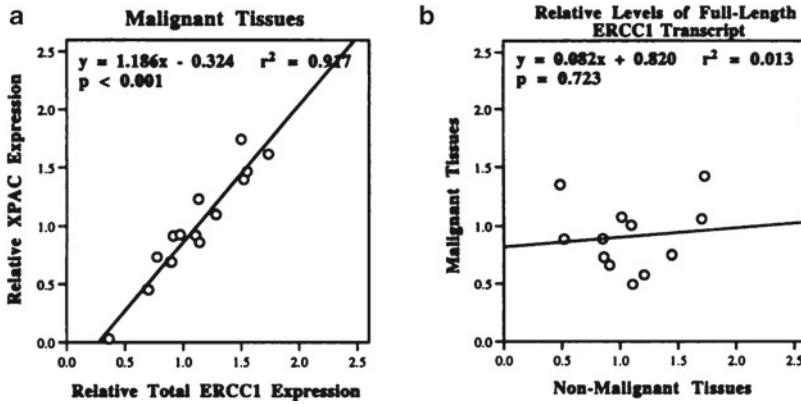 a
Malignant Tissues
y = 1.186x - 0.324 r² = 0.917
p < 0.001
Relative XPAC Expression
2.5
2.0
1.5
1.0
0.5
0.0
0.0 0.5 1.0 1.5 2.0 2.5
Relative Total ERCC1 Expression
b
Relative Levels of Full-Length
ERCC1 Transcript
y = 0.082x + 0.820 r² = 0.013
p = 0.723
Malignant Tissues
2.5
2.0
1.5
1.0
0.5
0.0
0.0 0.5 1.0 1.5 2.0 2.5
Non-Malignant Tissues